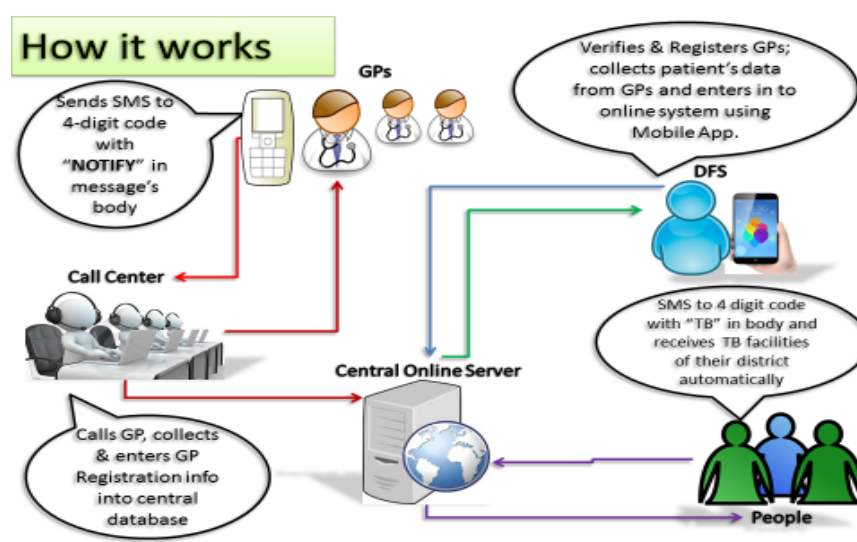 How it works
GPs
Sends SMS to
4-digit code
with
"NOTIFY" in
message's
body
Verifies & Registers GPs;
collects patient's data
from GPs and enters in to
online system using
Mobile App.
DFS
Call Center
SMS to 4 digit code
with "TB" in body and
receives TB facilities
of their district
automatically
Central Online Server
Calls GP, collects
& enters GP
Registration info
into central
database
People